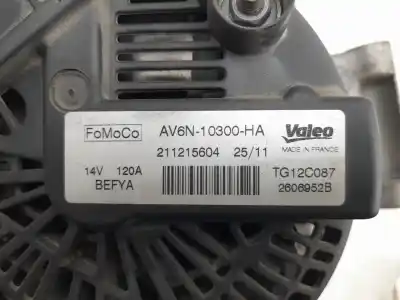 FoMoCo AV6N-10300-HA Valeo
211215604 25/11 MADE IN FRANCE
14V 120A TG12C087
BEFYA 2606952B